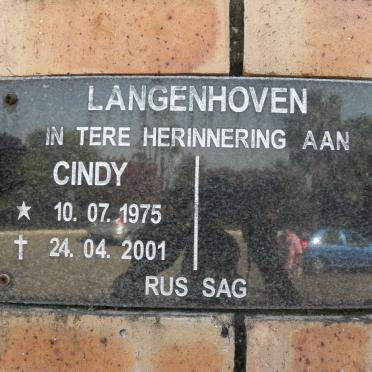 LANGENHOVEN
IN TERE HERINNERING AAN
CINDY
★ 10. 07. 1975
✝ 24. 04. 2001
RUS SAG